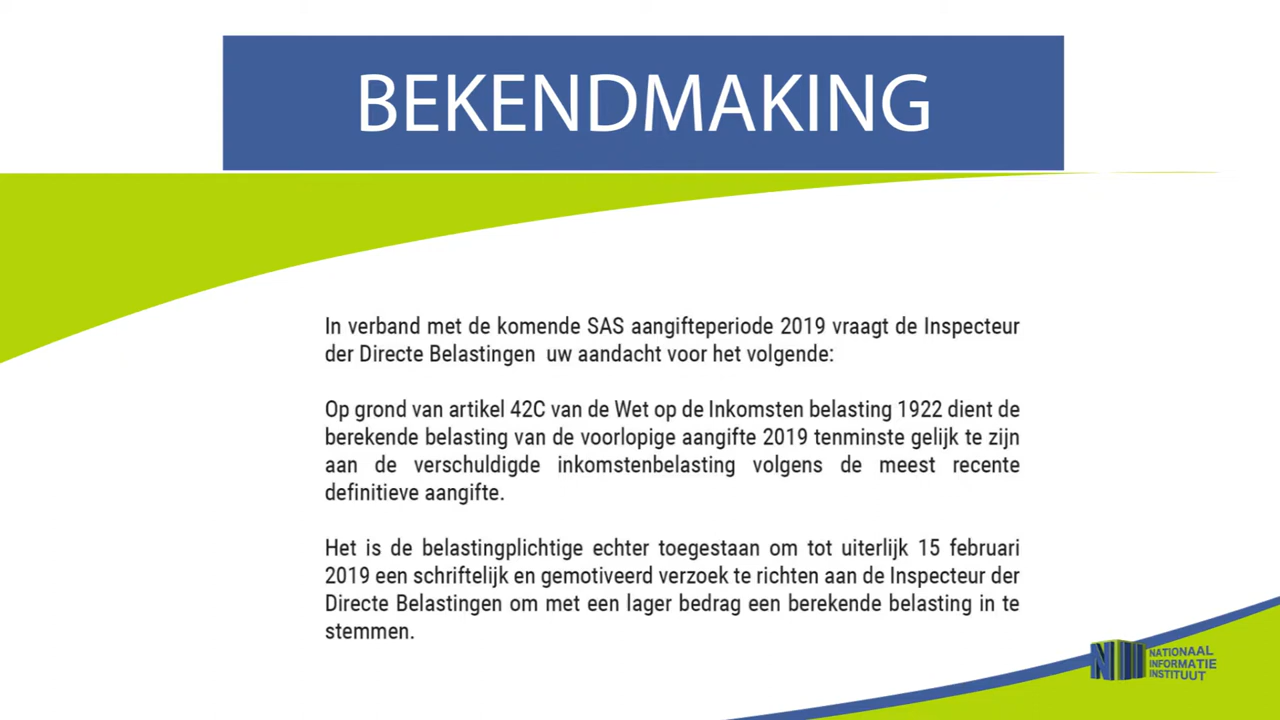 BEKENDMAKING
In verband met de komende SAS aangifteperiode 2019 vraagt de Inspecteur
der Directe Belastingen uw aandacht voor het volgende:
Op grond van artikel 42C van de Wet op de Inkomsten belasting 1922 dient de
berekende belasting van de voorlopige aangifte 2019 tenminste gelijk te zijn
aan de verschuldigde inkomstenbelasting volgens de meest recente
definitieve aangifte.
Het is de belastingplichtige echter toegestaan om tot uiterlijk 15 februari
2019 een schriftelijk en gemotiveerd verzoek te richten aan de Inspecteur der
Directe Belastingen om met een lager bedrag een berekende belasting in te
stemmen.
NII
NATIONAAL
INFORMATIE
INSTITUUT